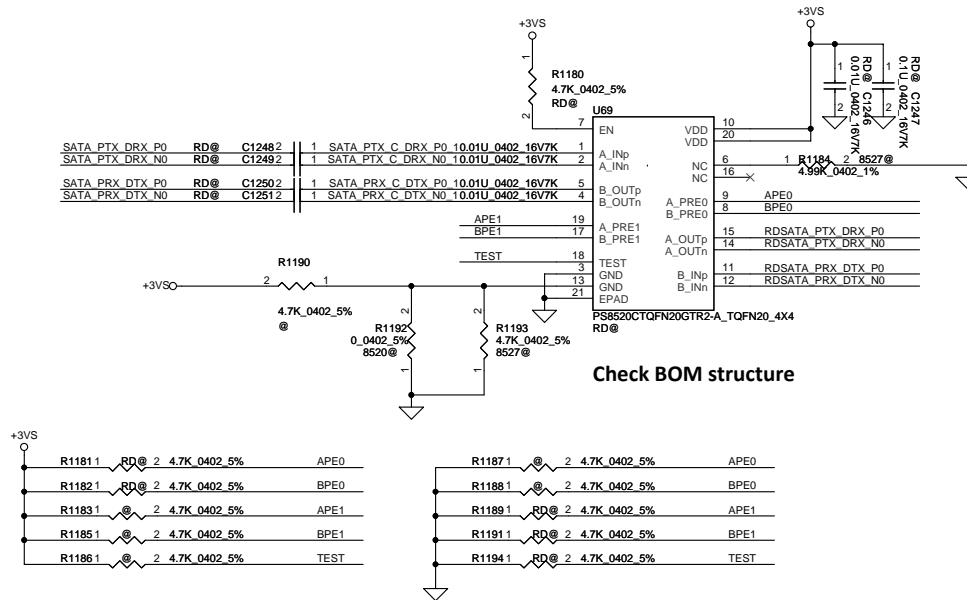 +3VS
+3VS
R1180
4.7K_0402_5%
RD@
RD@ C1247
0.1U_0402_16V7K
RD@ C1246
0.01U_0402_16V7K
U69
7 EN
VDD 10
VDD 20
SATA_PTX_DRX_P0 RD@ C1248 2 1 SATA_PTX_C_DRX_P0_1 0.01U_0402_16V7K 1 A_INp
SATA_PTX_DRX_N0 RD@ C1249 2 1 SATA_PTX_C_DRX_N0_1 0.01U_0402_16V7K 2 A_INn
NC 6 1 R1184 2 8527@
NC 16 4.99K_0402_1%
SATA_PRX_DTX_P0 RD@ C1250 2 1 SATA_PRX_C_DTX_P0_1 0.01U_0402_16V7K 5 B_OUTp
SATA_PRX_DTX_N0 RD@ C1251 2 1 SATA_PRX_C_DTX_N0_1 0.01U_0402_16V7K 4 B_OUTn
A_PRE0 9 APE0
B_PRE0 8 BPE0
APE1 19 A_PRE1
BPE1 17 B_PRE1
A_OUTp 15 RDSATA_PTX_DRX_P0
A_OUTn 14 RDSATA_PTX_DRX_N0
TEST 18 TEST
3 GND
13 GND
21 EPAD
B_INp 11 RDSATA_PRX_DTX_P0
B_INn 12 RDSATA_PRX_DTX_N0
R1190
+3VS 2 1
4.7K_0402_5%
@
PS8520CTQFN20GTR2-A_TQFN20_4X4
RD@
2
R1192
0_0402_5%
8520@
1
2
R1193
4.7K_0402_5%
8527@
1
Check BOM structure
+3VS
R1181 1 RD@ 2 4.7K_0402_5% APE0
R1182 1 RD@ 2 4.7K_0402_5% BPE0
R1183 1 @ 2 4.7K_0402_5% APE1
R1185 1 @ 2 4.7K_0402_5% BPE1
R1186 1 @ 2 4.7K_0402_5% TEST
R1187 1 @ 2 4.7K_0402_5% APE0
R1188 1 @ 2 4.7K_0402_5% BPE0
R1189 1 RD@ 2 4.7K_0402_5% APE1
R1191 1 RD@ 2 4.7K_0402_5% BPE1
R1194 1 RD@ 2 4.7K_0402_5% TEST